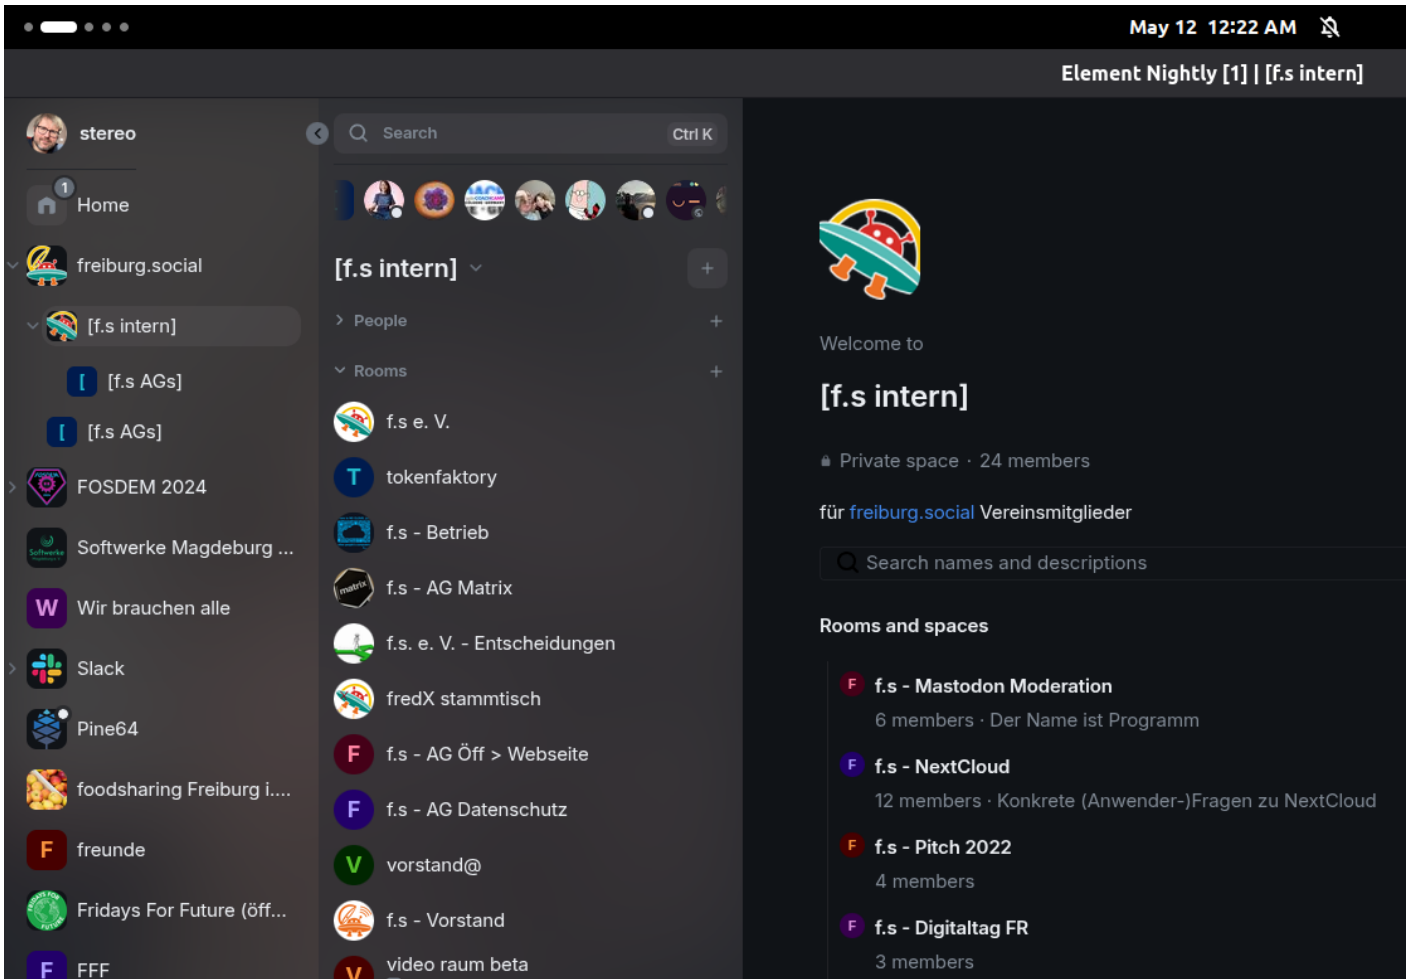 May 12 12:22 AM
Element Nightly [1] | [f.s intern]
stereo
1
Home
freiburg.social
[f.s intern]
[ [f.s AGs]
[ [f.s AGs]
FOSDEM 2024
Softwerke Magdeburg ...
W Wir brauchen alle
Slack
Pine64
foodsharing Freiburg i....
F freunde
Fridays For Future (öff...
F FFF
Search Ctrl K
[f.s intern]
People
Rooms
f.s e. V.
T tokenfaktory
f.s - Betrieb
matrix f.s - AG Matrix
f.s. e. V. - Entscheidungen
fredX stammtisch
F f.s - AG Öff > Webseite
F f.s - AG Datenschutz
V vorstand@
f.s - Vorstand
V video raum beta
Welcome to
[f.s intern]
Private space · 24 members
für freiburg.social Vereinsmitglieder
Search names and descriptions
Rooms and spaces
F f.s - Mastodon Moderation
6 members · Der Name ist Programm
F f.s - NextCloud
12 members · Konkrete (Anwender-)Fragen zu NextCloud
F f.s - Pitch 2022
4 members
F f.s - Digitaltag FR
3 members